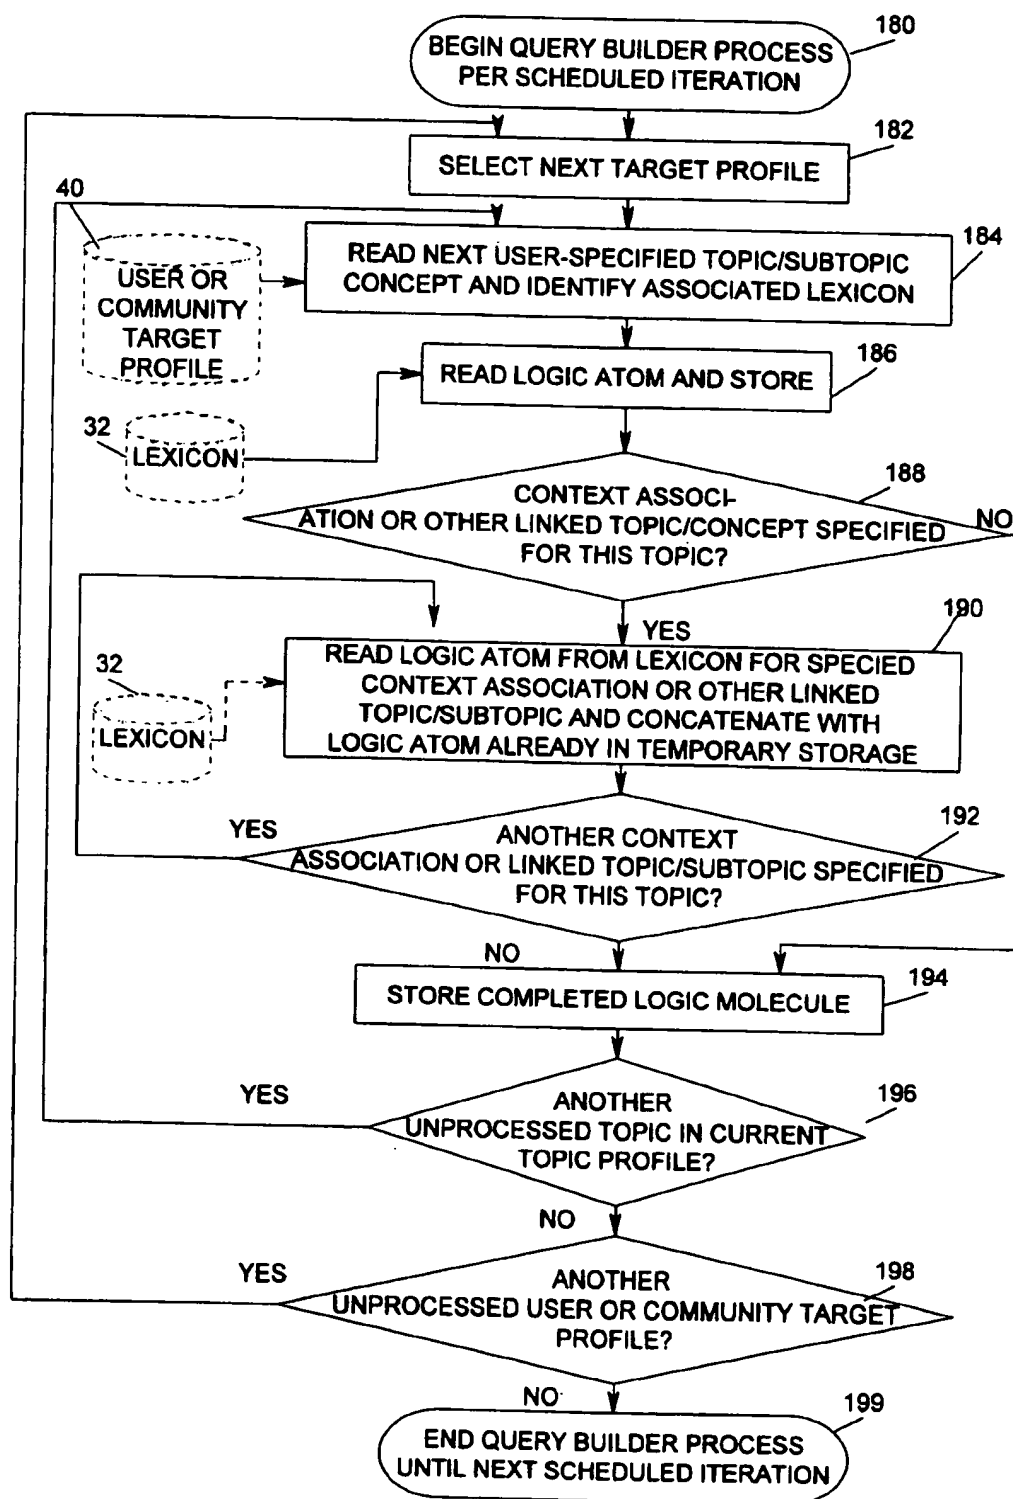 180
BEGIN QUERY BUILDER PROCESS
PER SCHEDULED ITERATION
182
SELECT NEXT TARGET PROFILE
40
USER OR
COMMUNITY
TARGET
PROFILE
184
READ NEXT USER-SPECIFIED TOPIC/SUBTOPIC
CONCEPT AND IDENTIFY ASSOCIATED LEXICON
186
READ LOGIC ATOM AND STORE
32
LEXICON
188
CONTEXT ASSOCI-
ATION OR OTHER LINKED TOPIC/CONCEPT SPECIFIED
FOR THIS TOPIC?
NO
YES
190
READ LOGIC ATOM FROM LEXICON FOR SPECIED
CONTEXT ASSOCIATION OR OTHER LINKED
TOPIC/SUBTOPIC AND CONCATENATE WITH
LOGIC ATOM ALREADY IN TEMPORARY STORAGE
32
LEXICON
192
YES
ANOTHER CONTEXT
ASSOCIATION OR LINKED TOPIC/SUBTOPIC SPECIFIED
FOR THIS TOPIC?
NO
194
STORE COMPLETED LOGIC MOLECULE
196
YES
ANOTHER
UNPROCESSED TOPIC IN CURRENT
TOPIC PROFILE?
NO
198
YES
ANOTHER
UNPROCESSED USER OR COMMUNITY TARGET
PROFILE?
NO
199
END QUERY BUILDER PROCESS
UNTIL NEXT SCHEDULED ITERATION